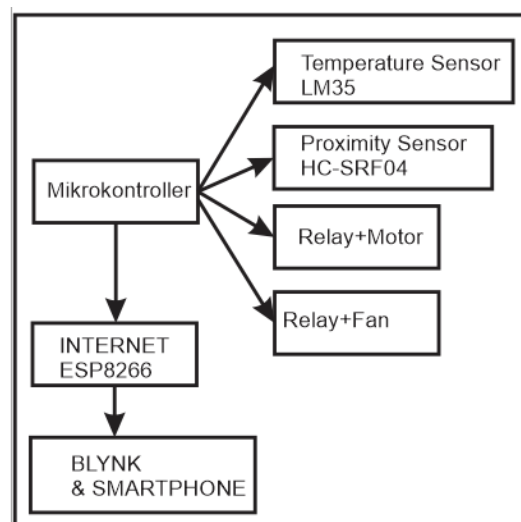 Temperature Sensor
LM35
Proximity Sensor
HC-SRF04
Mikrokontroller
Relay+Motor
Relay+Fan
INTERNET
ESP8266
BLYNK
& SMARTPHONE